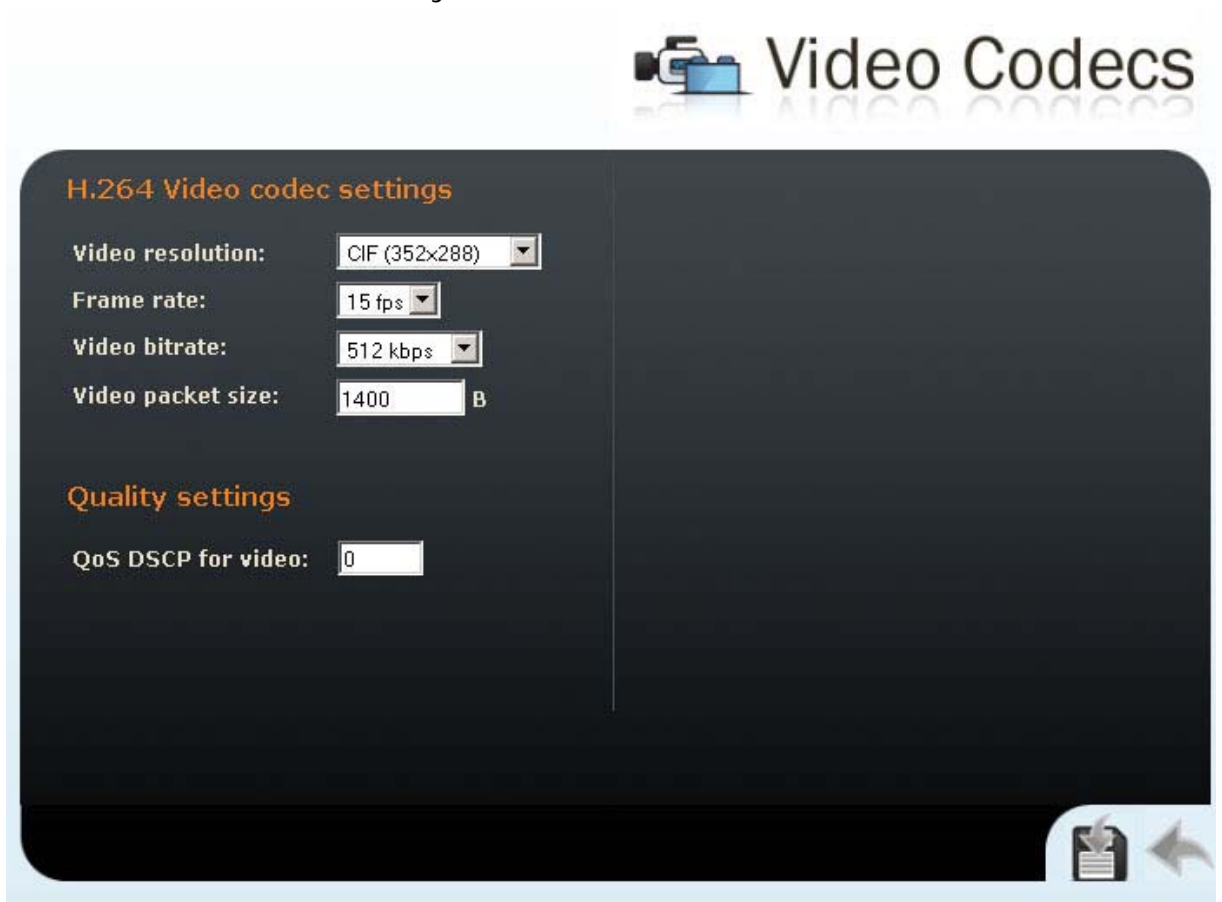 Video Codecs
H.264 Video codec settings
Video resolution: CIF (352x288)
Frame rate: 15 fps
Video bitrate: 512 kbps
Video packet size: 1400 B
Quality settings
QoS DSCP for video: 0